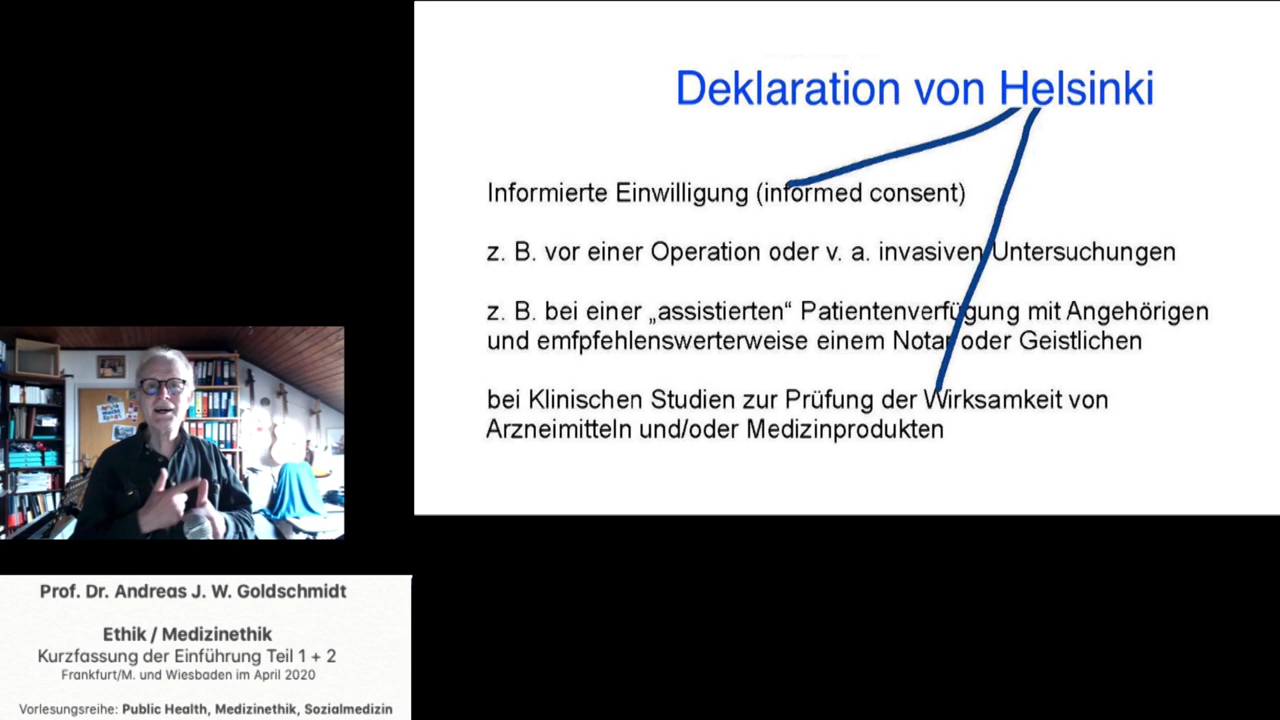 Deklaration von Helsinki
Informierte Einwilligung (informed consent)
z. B. vor einer Operation oder v. a. invasiven Untersuchungen
z. B. bei einer „assistierten“ Patientenverfügung mit Angehörigen
und emfpfehlenswerterweise einem Notar oder Geistlichen
bei Klinischen Studien zur Prüfung der Wirksamkeit von
Arzneimitteln und/oder Medizinprodukten
Prof. Dr. Andreas J. W. Goldschmidt
Ethik / Medizinethik
Kurzfassung der Einführung Teil 1 + 2
Frankfurt/M. und Wiesbaden im April 2020
Vorlesungsreihe: Public Health, Medizinethik, Sozialmedizin